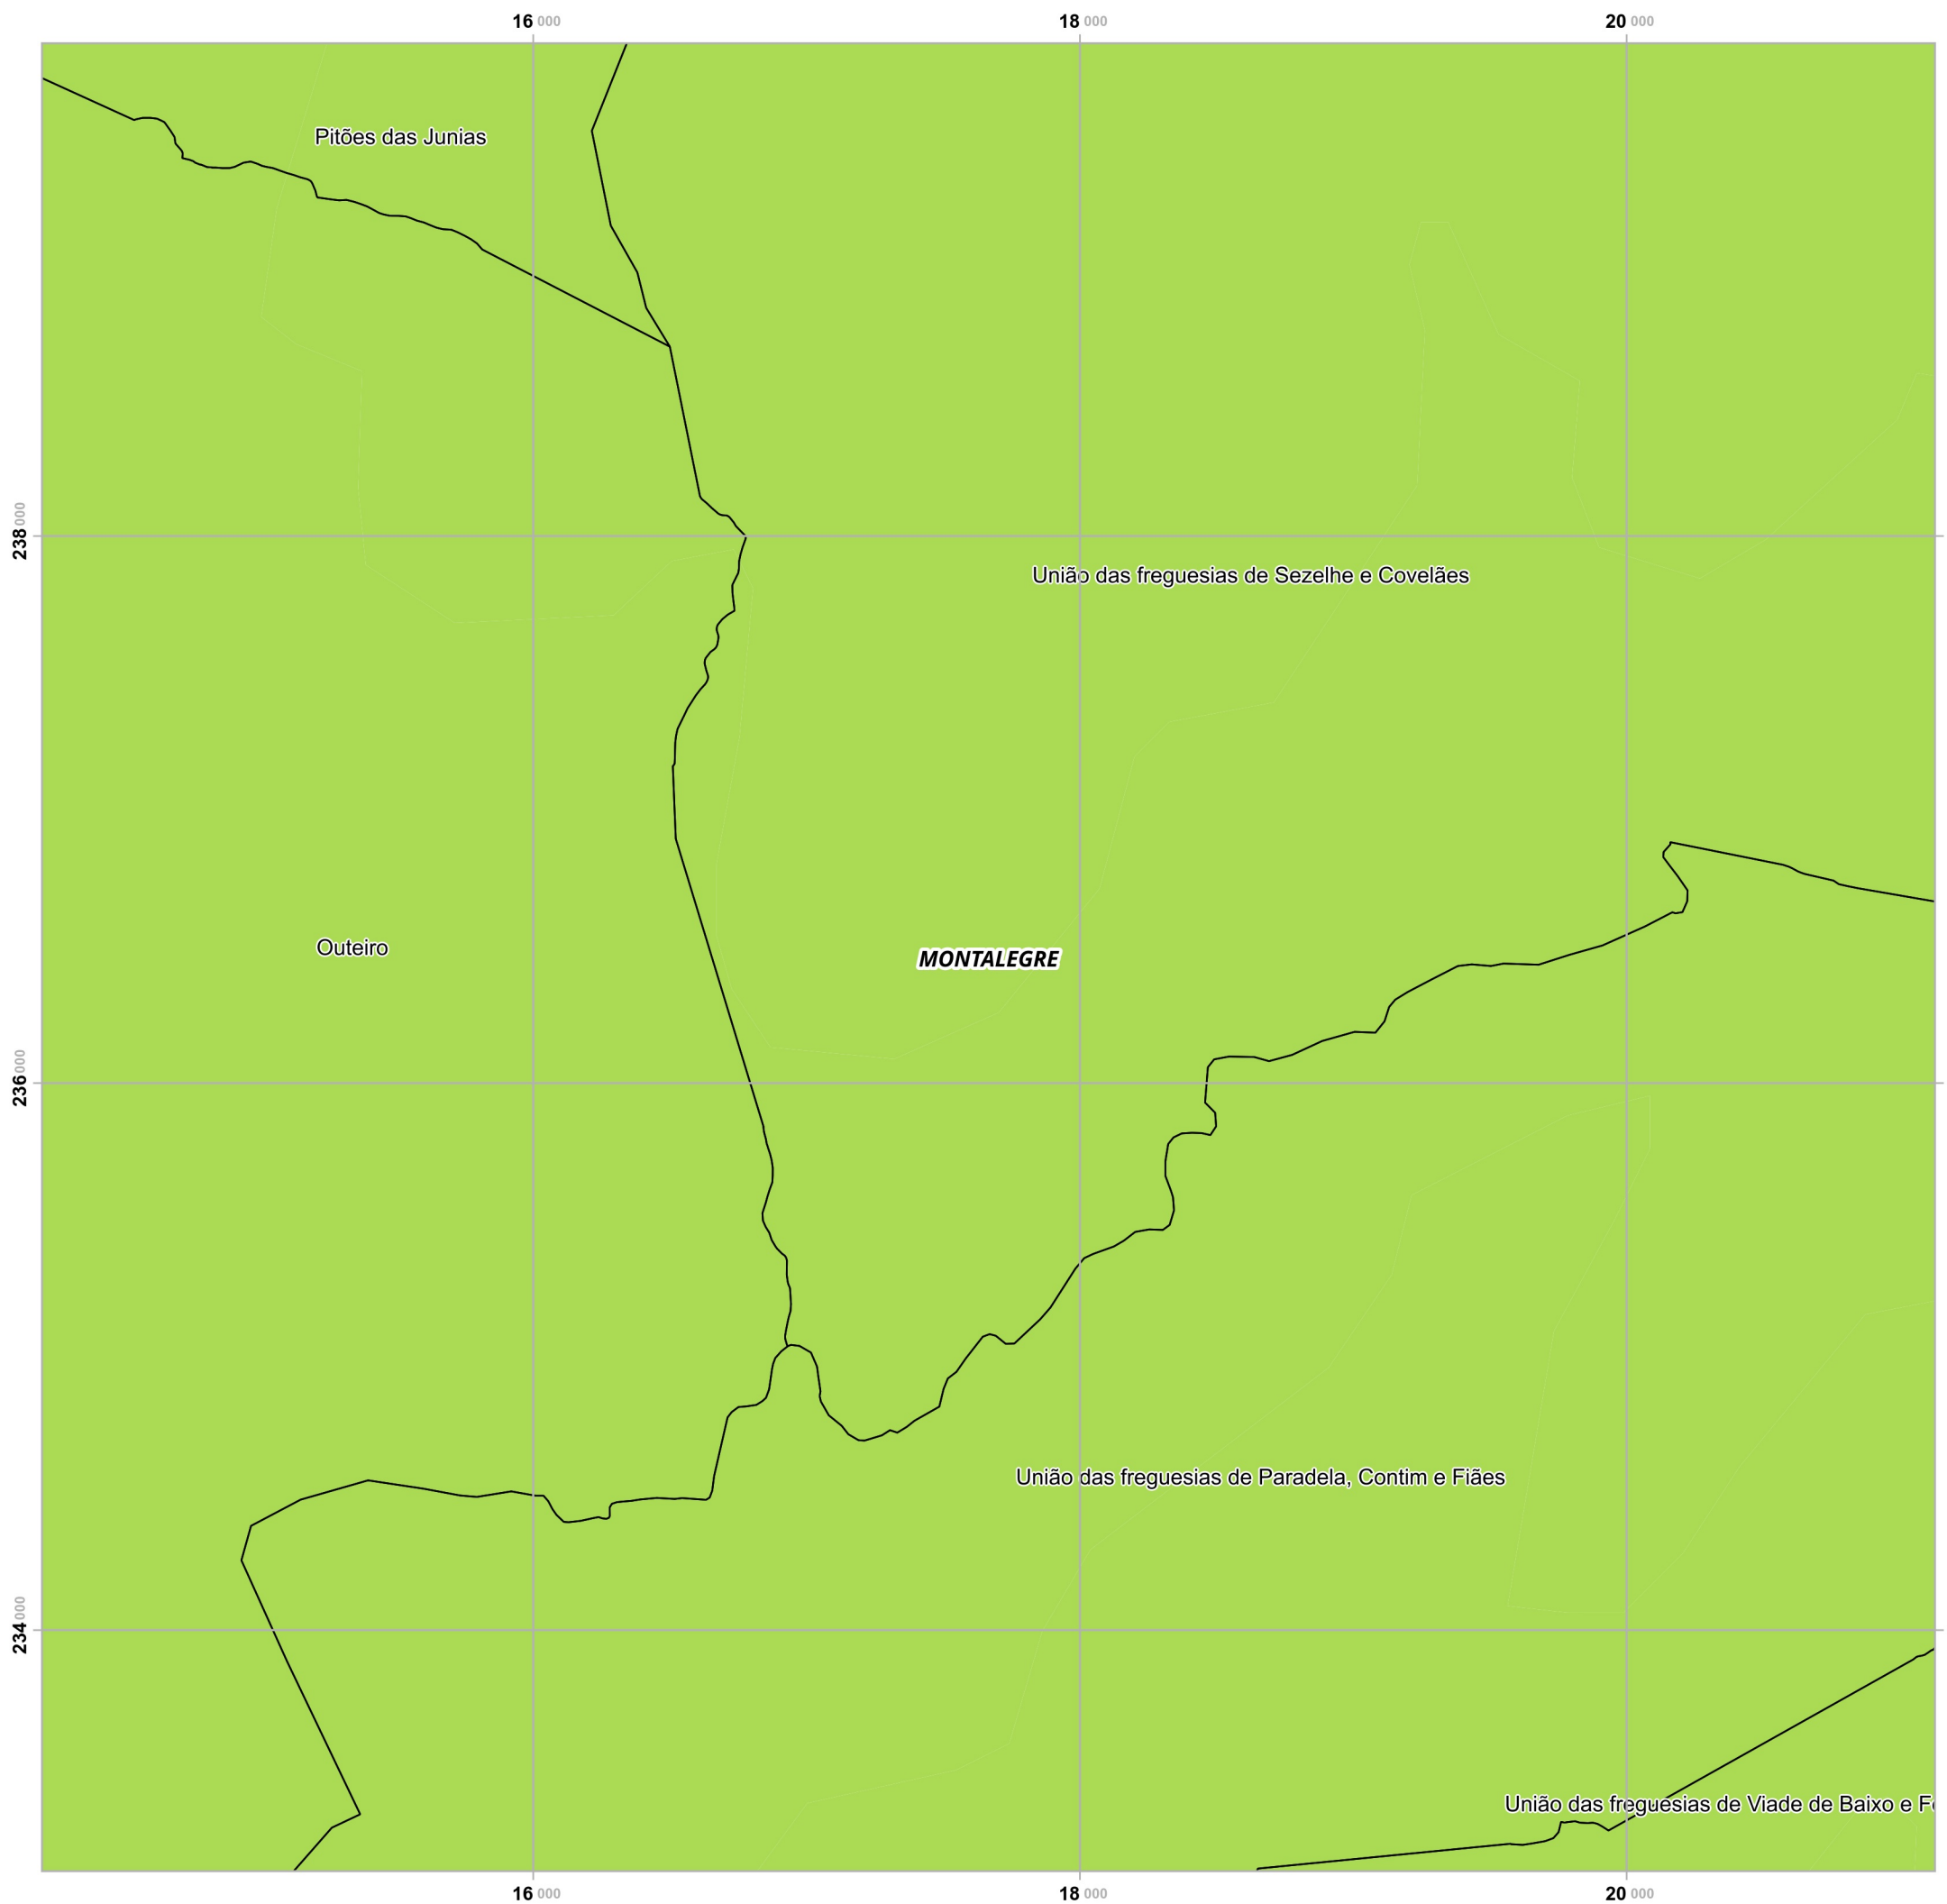 16 000 18 000 20 000
Pitões das Junias
238 000
União das freguesias de Sezelhe e Covelães
Outeiro
MONTALEGRE
236 000
União das freguesias de Paradela, Contim e Fiães
234 000
União das freguesias de Viade de Baixo e
16 000 18 000 20 000